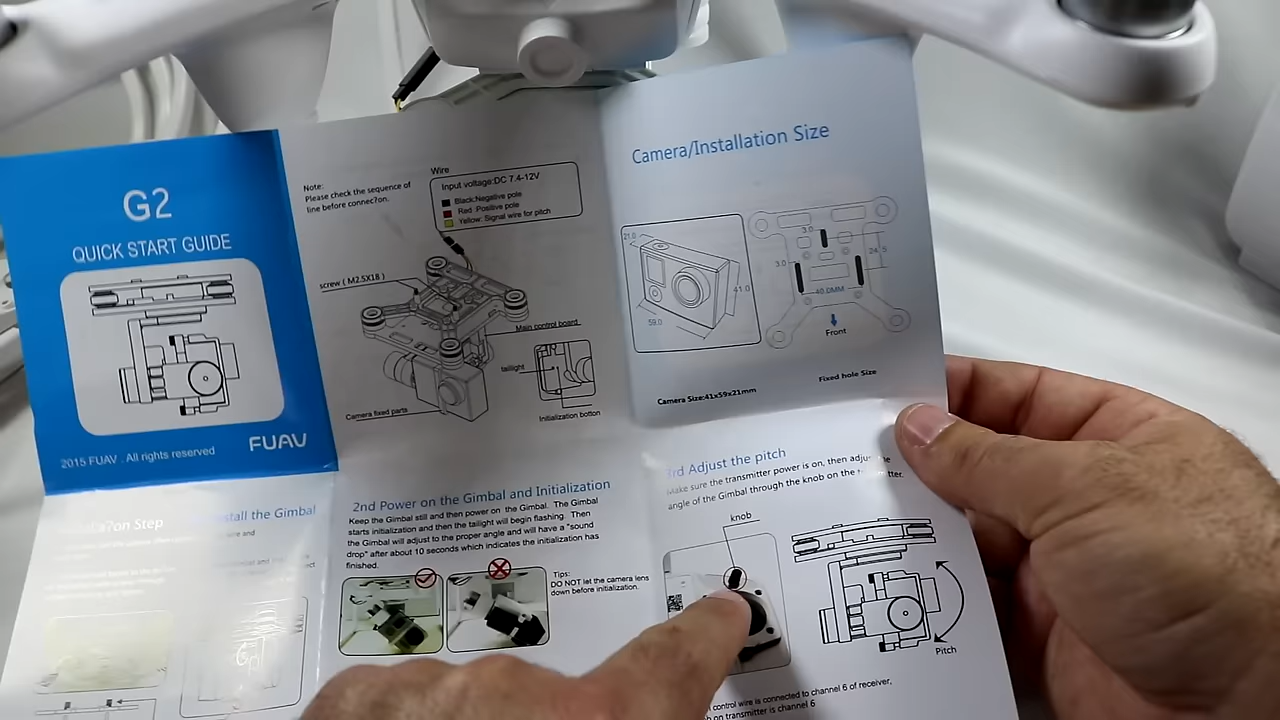 G2
QUICK START GUIDE
2015 FUAV . All rights reserved
FUAV
Note:
Please check the sequence of
line before connec?on.
Wire
Input voltage:DC 7.4-12V
Black:Negative pole
Red: Positive pole
Yellow: Signal wire for pitch
screw ( M2.5X18 )
Main control board
taillight
Camera fixed parts
Initialization botton
Camera/Installation Size
21.0
41.0
59.0
3.0
3.0
24.5
40.0MM
Front
Camera Size:41x59x21mm
Fixed hole Size
?on Step
stall the Gimbal
2nd Power on the Gimbal and Initialization
Keep the Gimbal still and then power on the Gimbal. The Gimbal
starts initialization and then the taillight will begin flashing. Then
the Gimbal will adjust to the proper angle and will have a "sound
drop" after about 10 seconds which indicates the initialization has
finished.
Tips:
DO NOT let the camera lens
down before initialization.
3rd Adjust the pitch
Make sure the transmitter power is on, then adjust the
angle of the Gimbal through the knob on the
knob
Pitch
control wire is connected to channel 6 of receiver,
on transmitter is channel 6